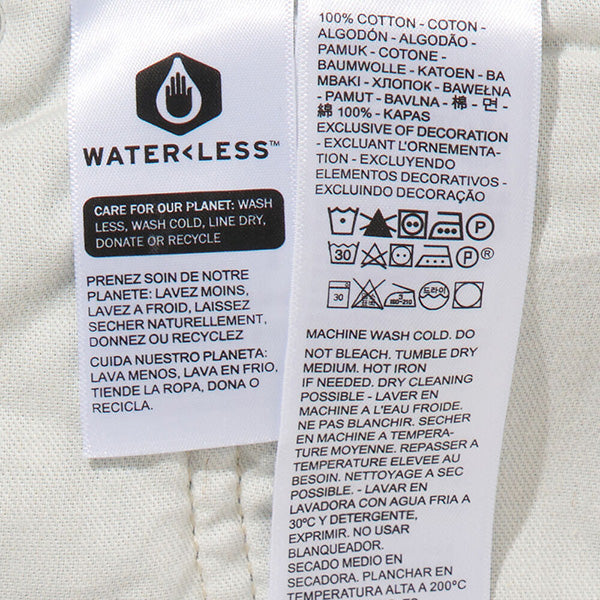 WATER<LESS™
CARE FOR OUR PLANET: WASH
LESS, WASH COLD, LINE DRY,
DONATE OR RECYCLE
PRENEZ SOIN DE NOTRE
PLANETE: LAVEZ MOINS,
LAVEZ A FROID, LAISSEZ
SECHER NATURELLEMENT,
DONNEZ OU RECYCLEZ
CUIDA NUESTRO PLANETA:
LAVA MENOS, LAVA EN FRIO,
TIENDE LA ROPA, DONA O
RECICLA.
100% COTTON - COTON -
ALGODÓN - ALGODÃO -
PAMUK - COTONE -
BAUMWOLLE - KATOEN - BA
MBAKI - ХЛОПОК - BAWEŁNA
- PAMUT - BAVLNA - 棉 - 면 -
綿 100% - KAPAS
EXCLUSIVE OF DECORATION
- EXCLUANT L'ORNEMENTA-
TION - EXCLUYENDO
ELEMENTOS DECORATIVOS -
EXCLUINDO DECORAÇÃO
P
30 P ®
30 드라이
MACHINE WASH COLD. DO
NOT BLEACH. TUMBLE DRY
MEDIUM. HOT IRON
IF NEEDED. DRY CLEANING
POSSIBLE - LAVER EN
MACHINE A L'EAU FROIDE.
NE PAS BLANCHIR. SECHER
EN MACHINE A TEMPERA-
TURE MOYENNE. REPASSER A
TEMPERATURE ELEVEE AU
BESOIN. NETTOYAGE A SEC
POSSIBLE. - LAVAR EN
LAVADORA CON AGUA FRIA A
30ºC Y DETERGENTE,
EXPRIMIR. NO USAR
BLANQUEADOR.
SECADO MEDIO EN
SECADORA. PLANCHAR EN
TEMPERATURA ALTA A 200ºC